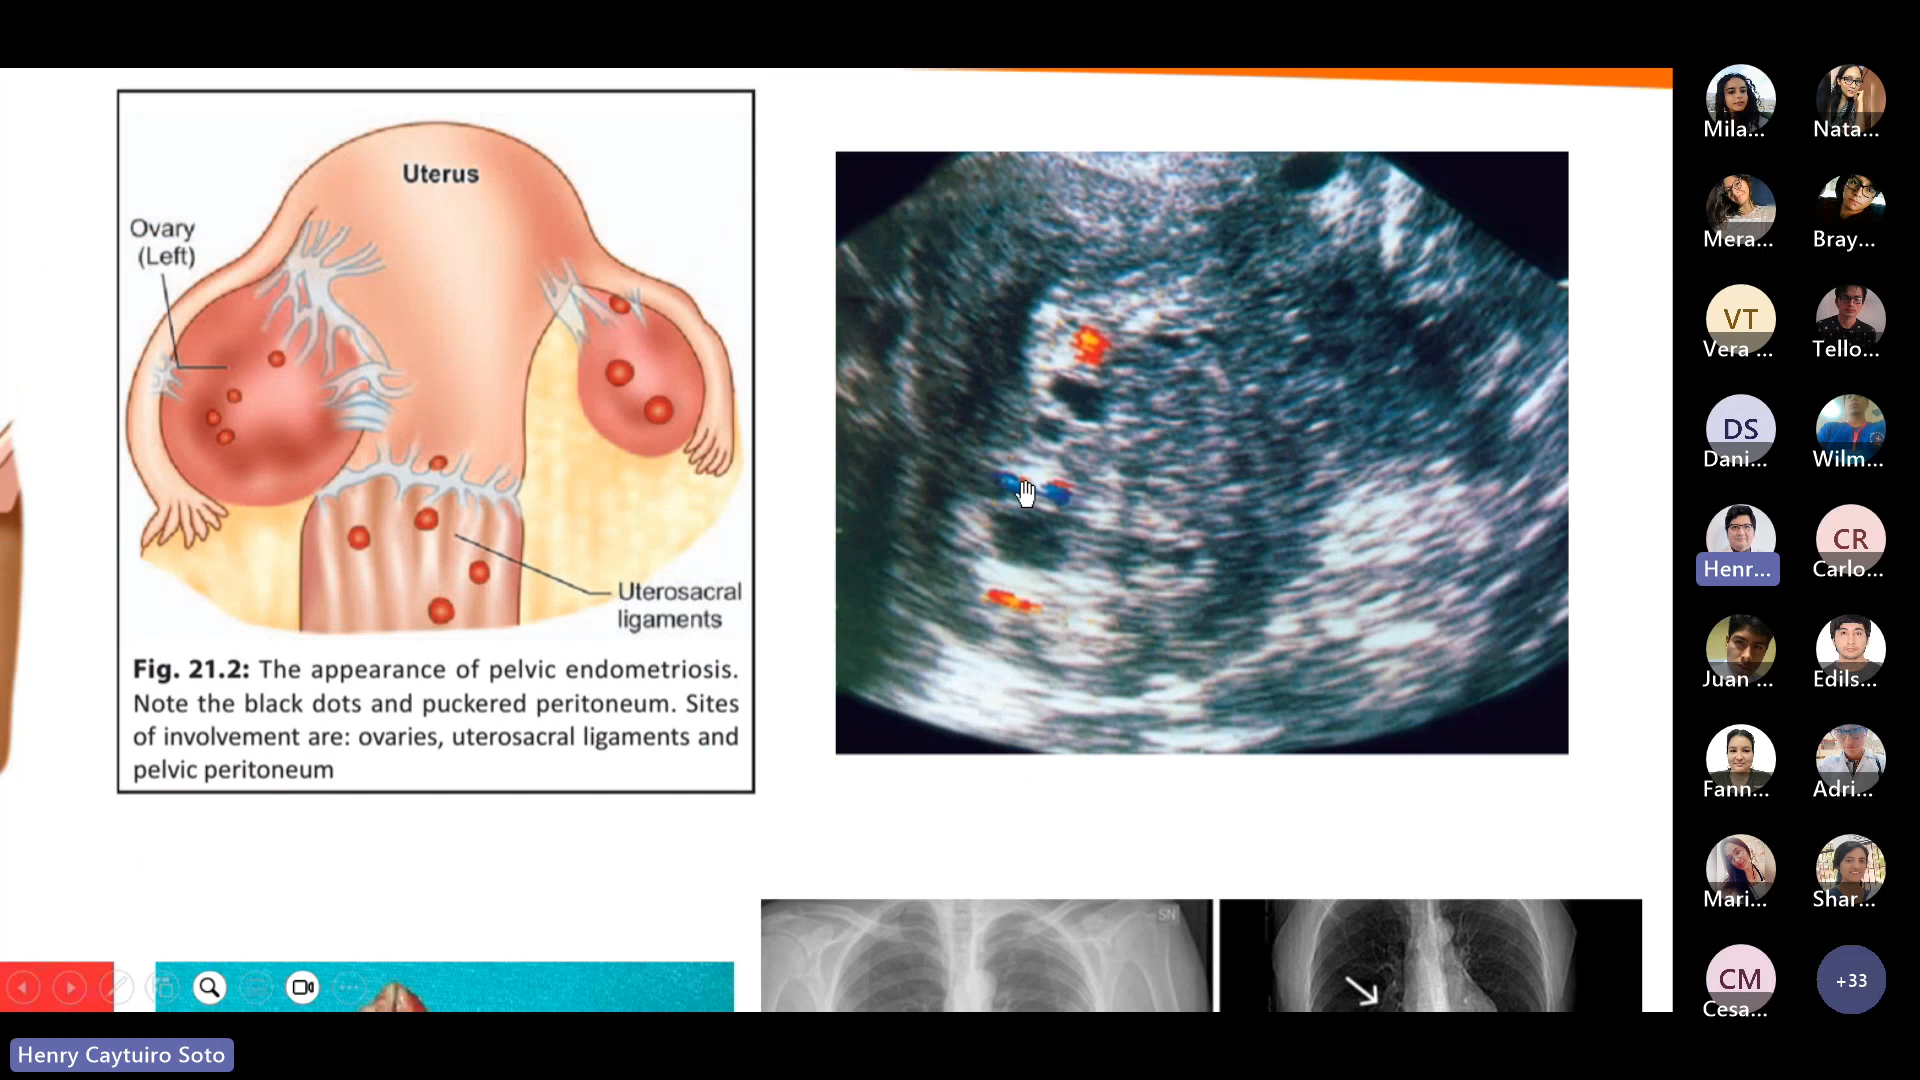 Uterus
Ovary
(Left)
Uterosacral
ligaments
Fig. 21.2: The appearance of pelvic endometriosis.
Note the black dots and puckered peritoneum. Sites
of involvement are: ovaries, uterosacral ligaments and
pelvic peritoneum
SN
Mila...
Nata...
Mera...
Bray...
VT
Vera ...
Tello...
DS
Dani...
Wilm...
Henr...
CR
Carlo...
Juan ...
Edils...
Fann...
Adri...
Mari...
Shar...
CM
Cesa...
+33
Henry Caytuiro Soto